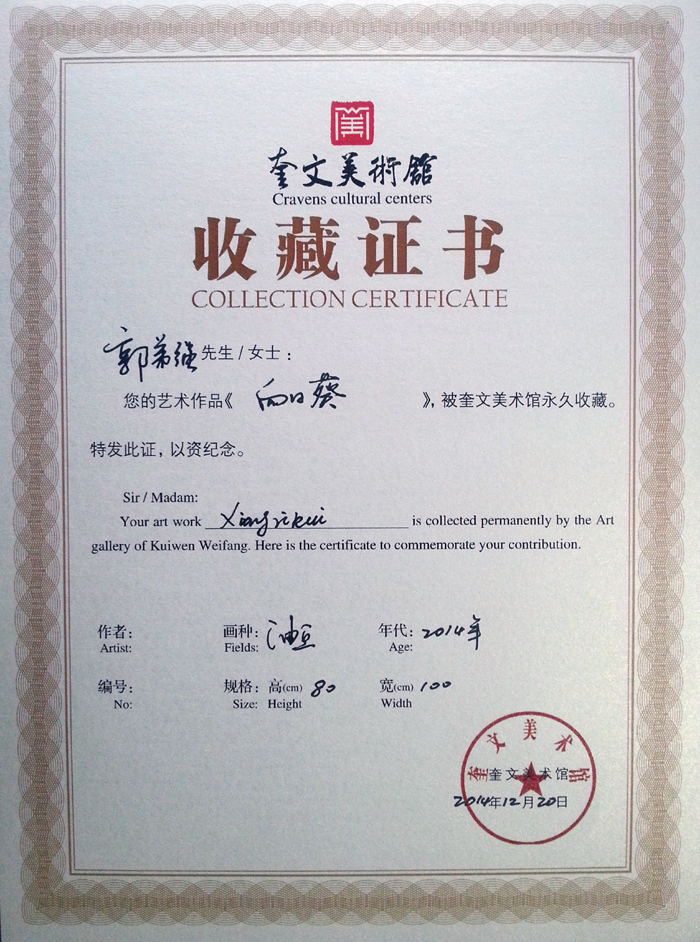 奎文美術館
Cravens cultural centers
收藏证书
COLLECTION CERTIFICATE
先生 / 女士：
您的艺术作品《 向日葵 》，被奎文美术馆永久收藏。
特发此证，以资纪念。
Sir / Madam:
Your art work Xiangrikui is collected permanently by the Art
gallery of Kuiwen Weifang. Here is the certificate to commemorate your contribution.
作者： 画种： 油画 年代： 2014年
Artist: Fields: Age:
编号： 规格： 高(cm) 80 宽(cm) 100
No: Size: Height Width
奎文美术馆
奎文美术馆
2014年12月20日